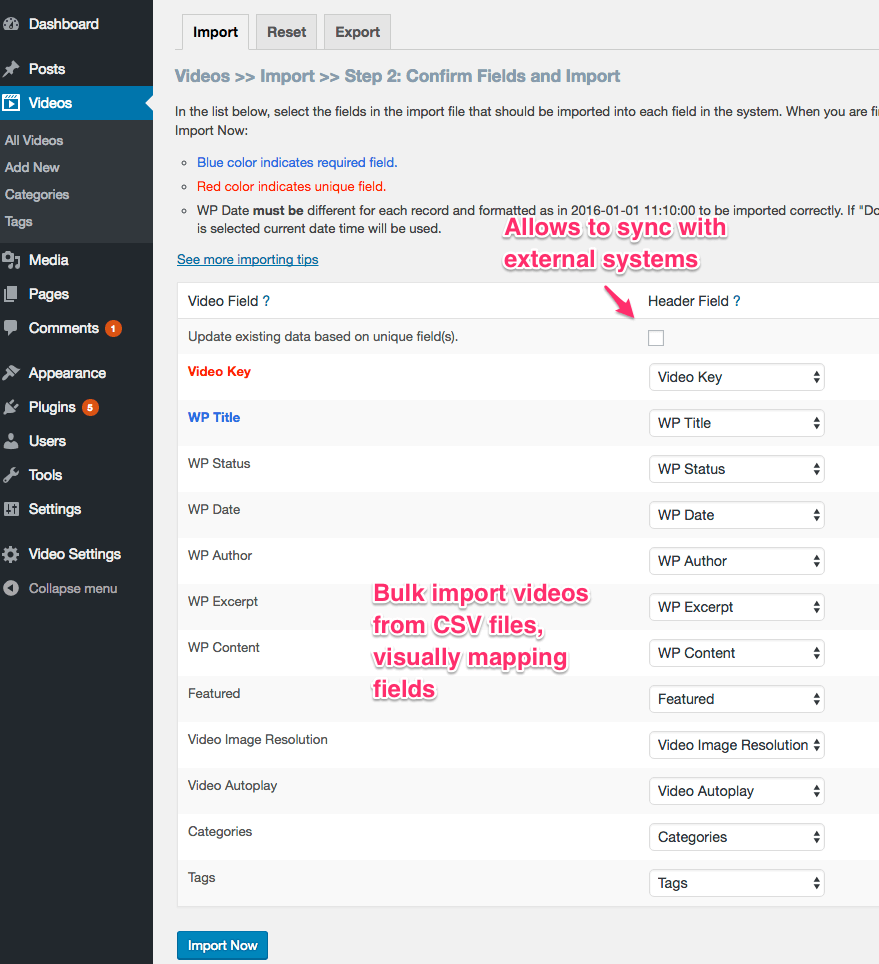 Dashboard
Posts
Videos
All Videos
Add New
Categories
Tags
Media
Pages
Comments 1
Appearance
Plugins 5
Users
Tools
Settings
Video Settings
Collapse menu
Import Reset Export
Videos >> Import >> Step 2: Confirm Fields and Import
In the list below, select the fields in the import file that should be imported into each field in the system. When you are fi
Import Now:
Blue color indicates required field.
Red color indicates unique field.
WP Date must be different for each record and formatted as in 2016-01-01 11:10:00 to be imported correctly. If "Do
is selected current date time will be used.
Allows to sync with
external systems
See more importing tips
Video Field ? Header Field ?
Update existing data based on unique field(s).
Video Key Video Key
WP Title WP Title
WP Status WP Status
WP Date WP Date
WP Author WP Author
WP Excerpt WP Excerpt
WP Content WP Content
Featured Featured
Video Image Resolution Video Image Resolution
Video Autoplay Video Autoplay
Categories Categories
Tags Tags
Bulk import videos
from CSV files,
visually mapping
fields
Import Now